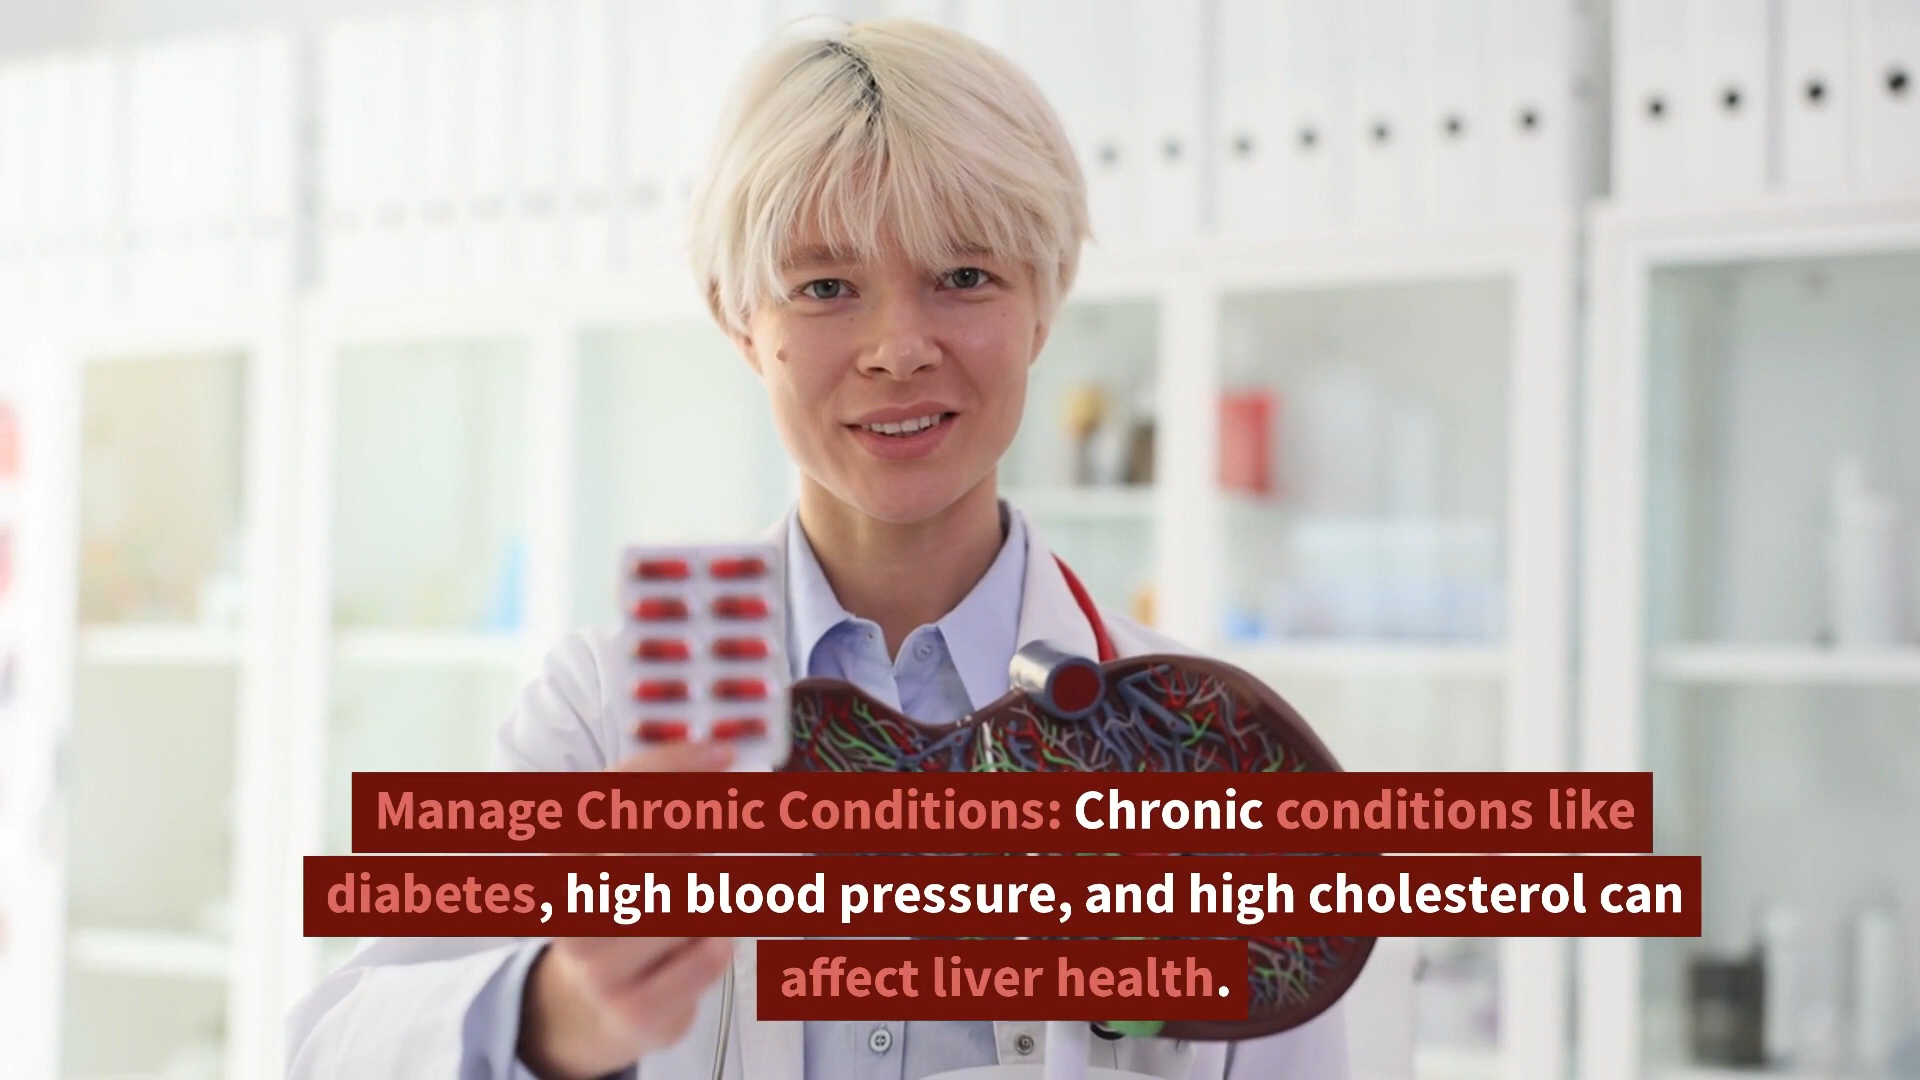 Manage Chronic Conditions: Chronic conditions like
diabetes, high blood pressure, and high cholesterol can
affect liver health.